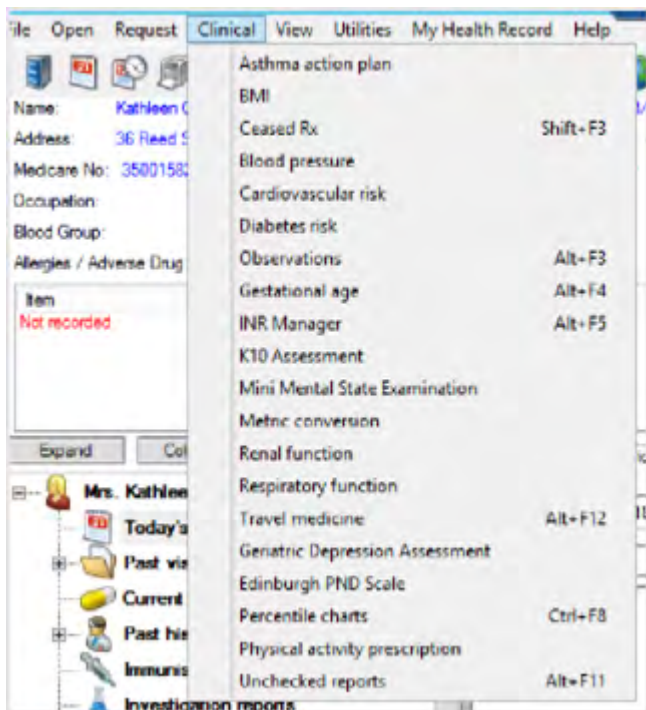 File Open Request Clinical View Utilities My Health Record Help
Asthma action plan
BMI
Name: Kathleen
Ceased Rx Shift+F3
Address: 36 Reed
Blood pressure
Medicare No:
Cardiovascular risk
Occupation:
Diabetes risk
Blood Group:
Observations Alt+F3
Allergies / Adverse Drug
Gestational age Alt+F4
Item
INR Manager Alt+F5
Not recorded
K10 Assessment
Mini Mental State Examination
Metric conversion
Expand
Renal function
Respiratory function
Mrs. Kathlee
Travel medicine Alt+F12
Today's
Geriatric Depression Assessment
Past vis
Edinburgh PND Scale
Current
Percentile charts Ctrl+F8
Past his
Physical activity prescription
Immunis
Unchecked reports Alt+F11
Investigation reports